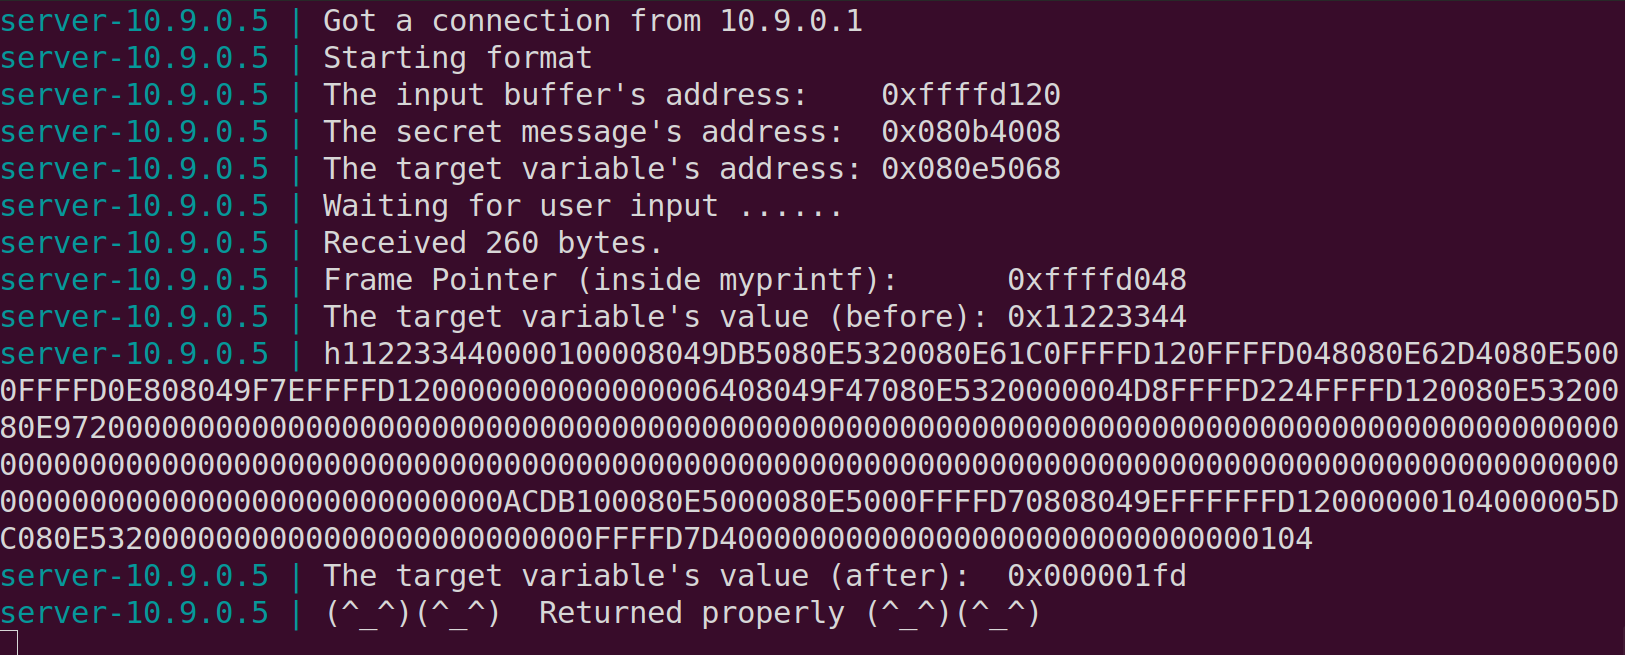 server-10.9.0.5 | Got a connection from 10.9.0.1
server-10.9.0.5 | Starting format
server-10.9.0.5 | The input buffer's address:    0xffffd120
server-10.9.0.5 | The secret message's address:  0x080b4008
server-10.9.0.5 | The target variable's address: 0x080e5068
server-10.9.0.5 | Waiting for user input ......
server-10.9.0.5 | Received 260 bytes.
server-10.9.0.5 | Frame Pointer (inside myprintf):      0xffffd048
server-10.9.0.5 | The target variable's value (before): 0x11223344
server-10.9.0.5 | h112233440000100008049DB5080E5320080E61C0FFFFD120FFFFD048080E62D4080E500
0FFFFD0E808049F7EFFFFD120000000000000006408049F47080E5320000004D8FFFFD224FFFFD120080E53200
80E972000000000000000000000000000000000000000000000000000000000000000000000000000000000000
000000000000000000000000000000000000000000000000000000000000000000000000000000000000000000
0000000000000000000000000000ACDB100080E5000080E5000FFFFD70808049EFFFFFFD12000000104000005D
C080E5320000000000000000000000000FFFFD7D400000000000000000000000000000104
server-10.9.0.5 | The target variable's value (after):  0x000001fd
server-10.9.0.5 | (^_^)(^_^)  Returned properly (^_^)(^_^)